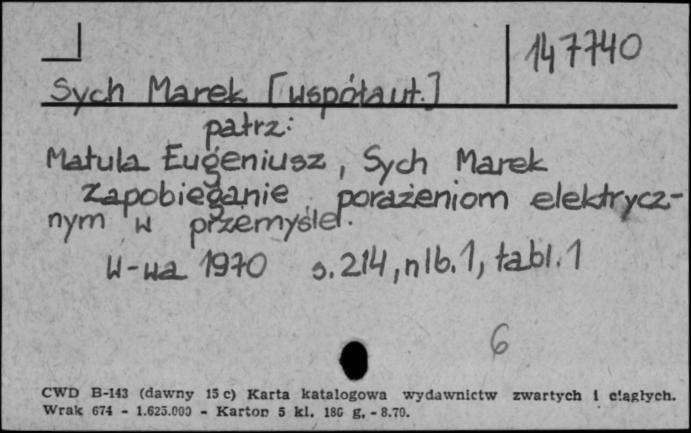 147740
Sych Marek [współaut.]
patrz:
Matula Eugeniusz, Sych Marek
Zapobieganie porażeniom elektrycz-
nym w przemyśle.
W-wa 1970 s. 214, nlb. 1, tabl. 1
6
CWD B-143 (dawny 15 c) Karta katalogowa wydawnictw zwartych i ciągłych.
Wrak 674 - 1.625.000 - Karton 5 kl. 180 g. - 8.70.